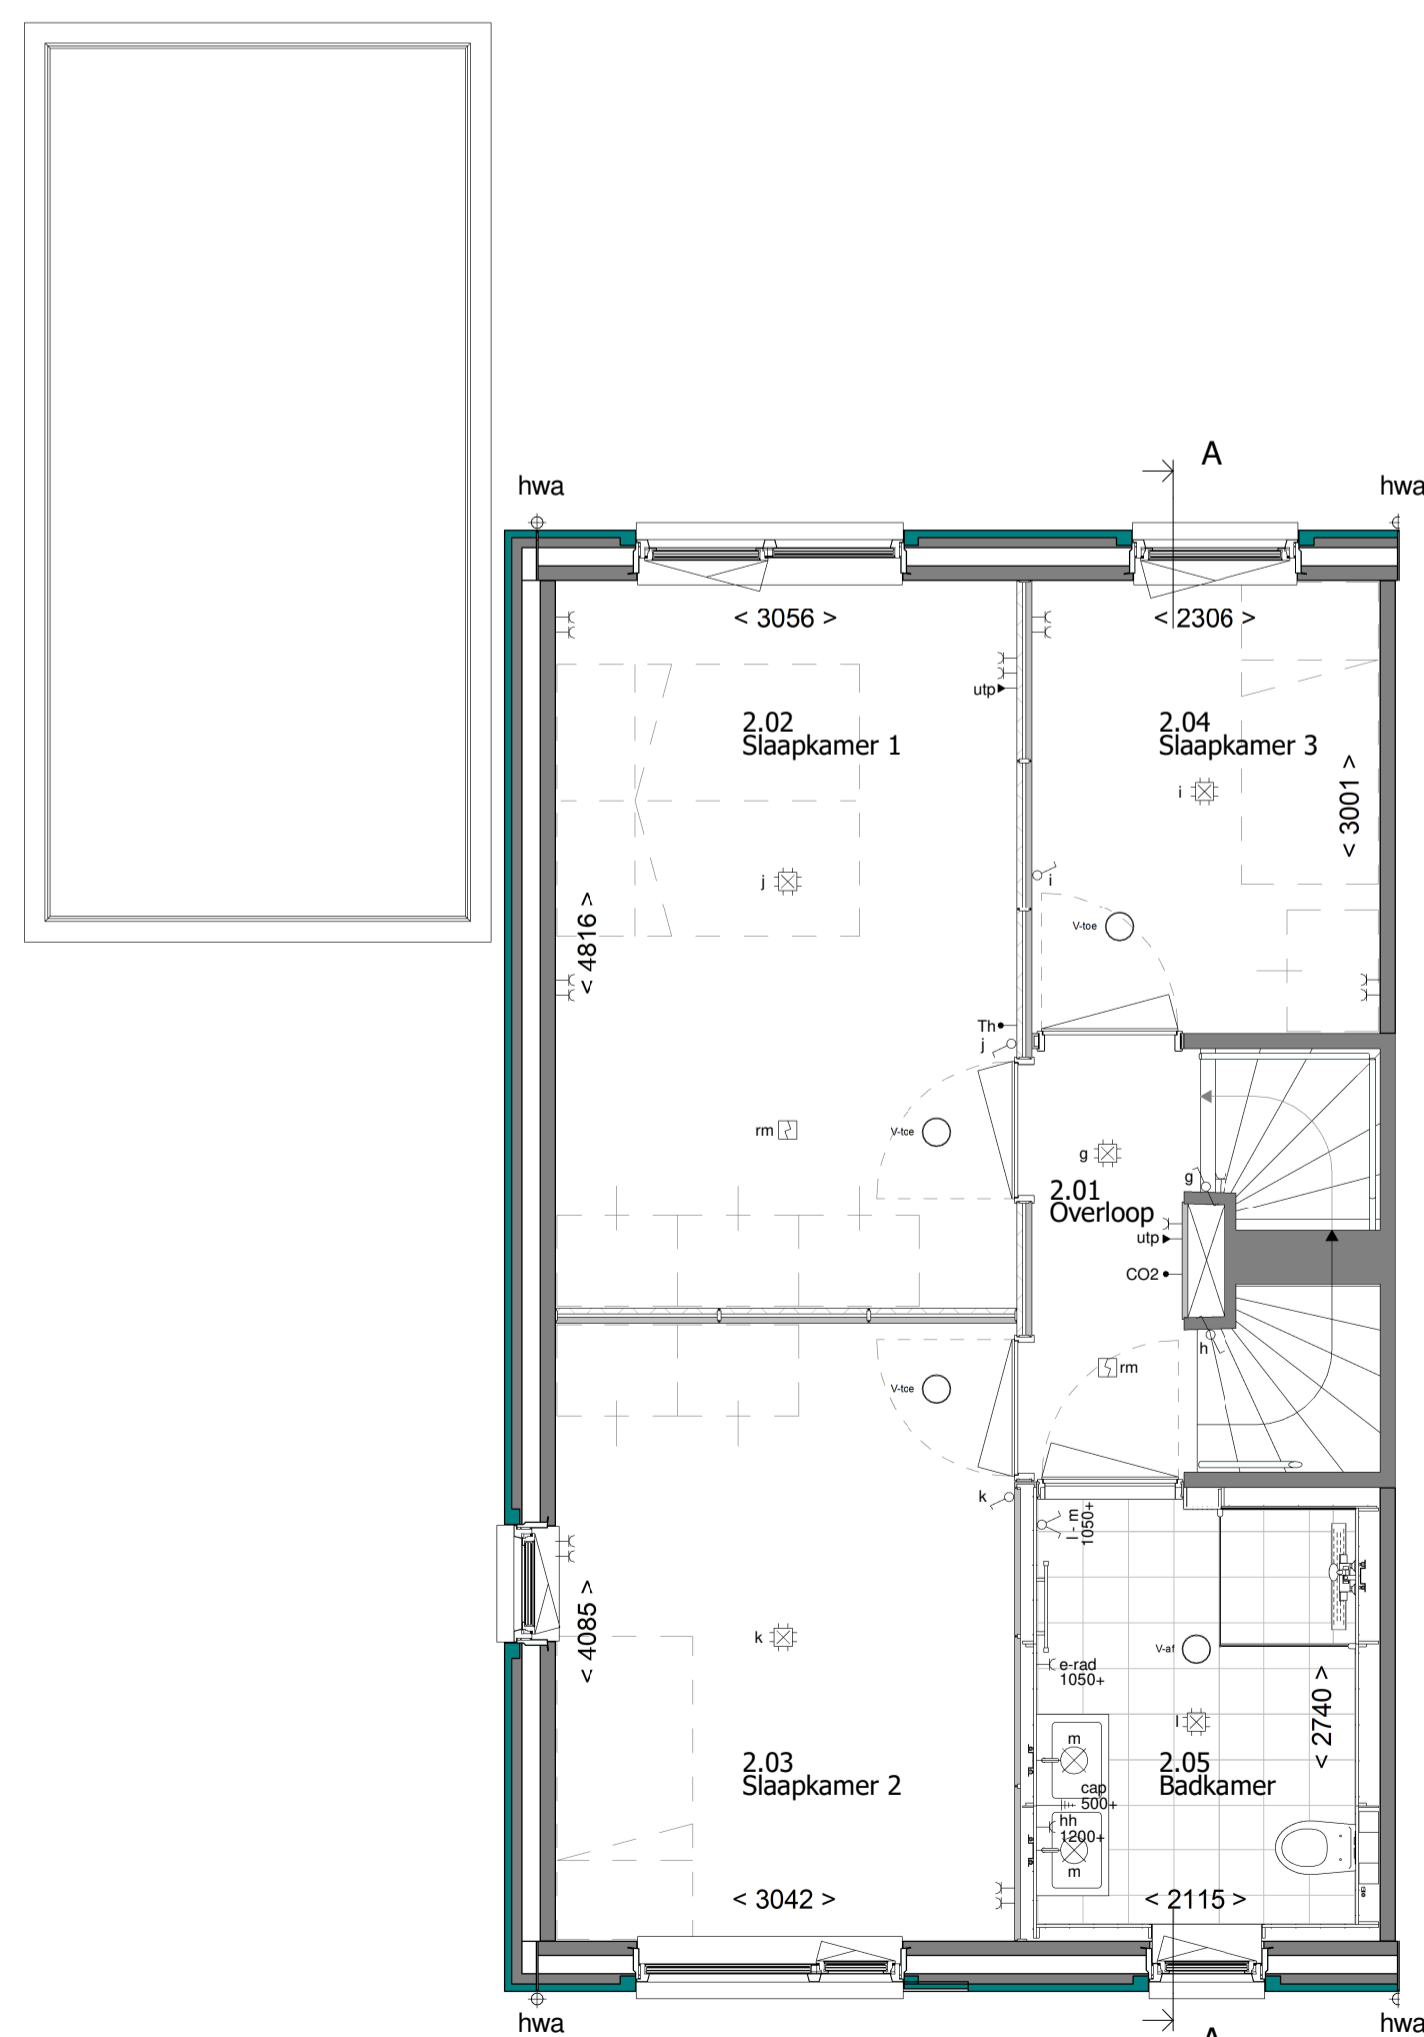 A
hwa
hwa
< 3056 >
< 2306 >
utp
2.02
Slaapkamer 1
2.04
Slaapkamer 3
< 3001 >
i
j
i
< 4816 >
V-toe
Th
j
rm
V-toe
g
g
2.01
Overloop
utp
CO2
h
rm
V-toe
k
l - m
1050+
< 4085 >
k
V-af
e-rad
1050+
< 2740 >
l
m
2.03
Slaapkamer 2
2.05
Badkamer
cap
500+
hh
1200+
m
< 3042 >
< 2115 >
hwa
hwa
A